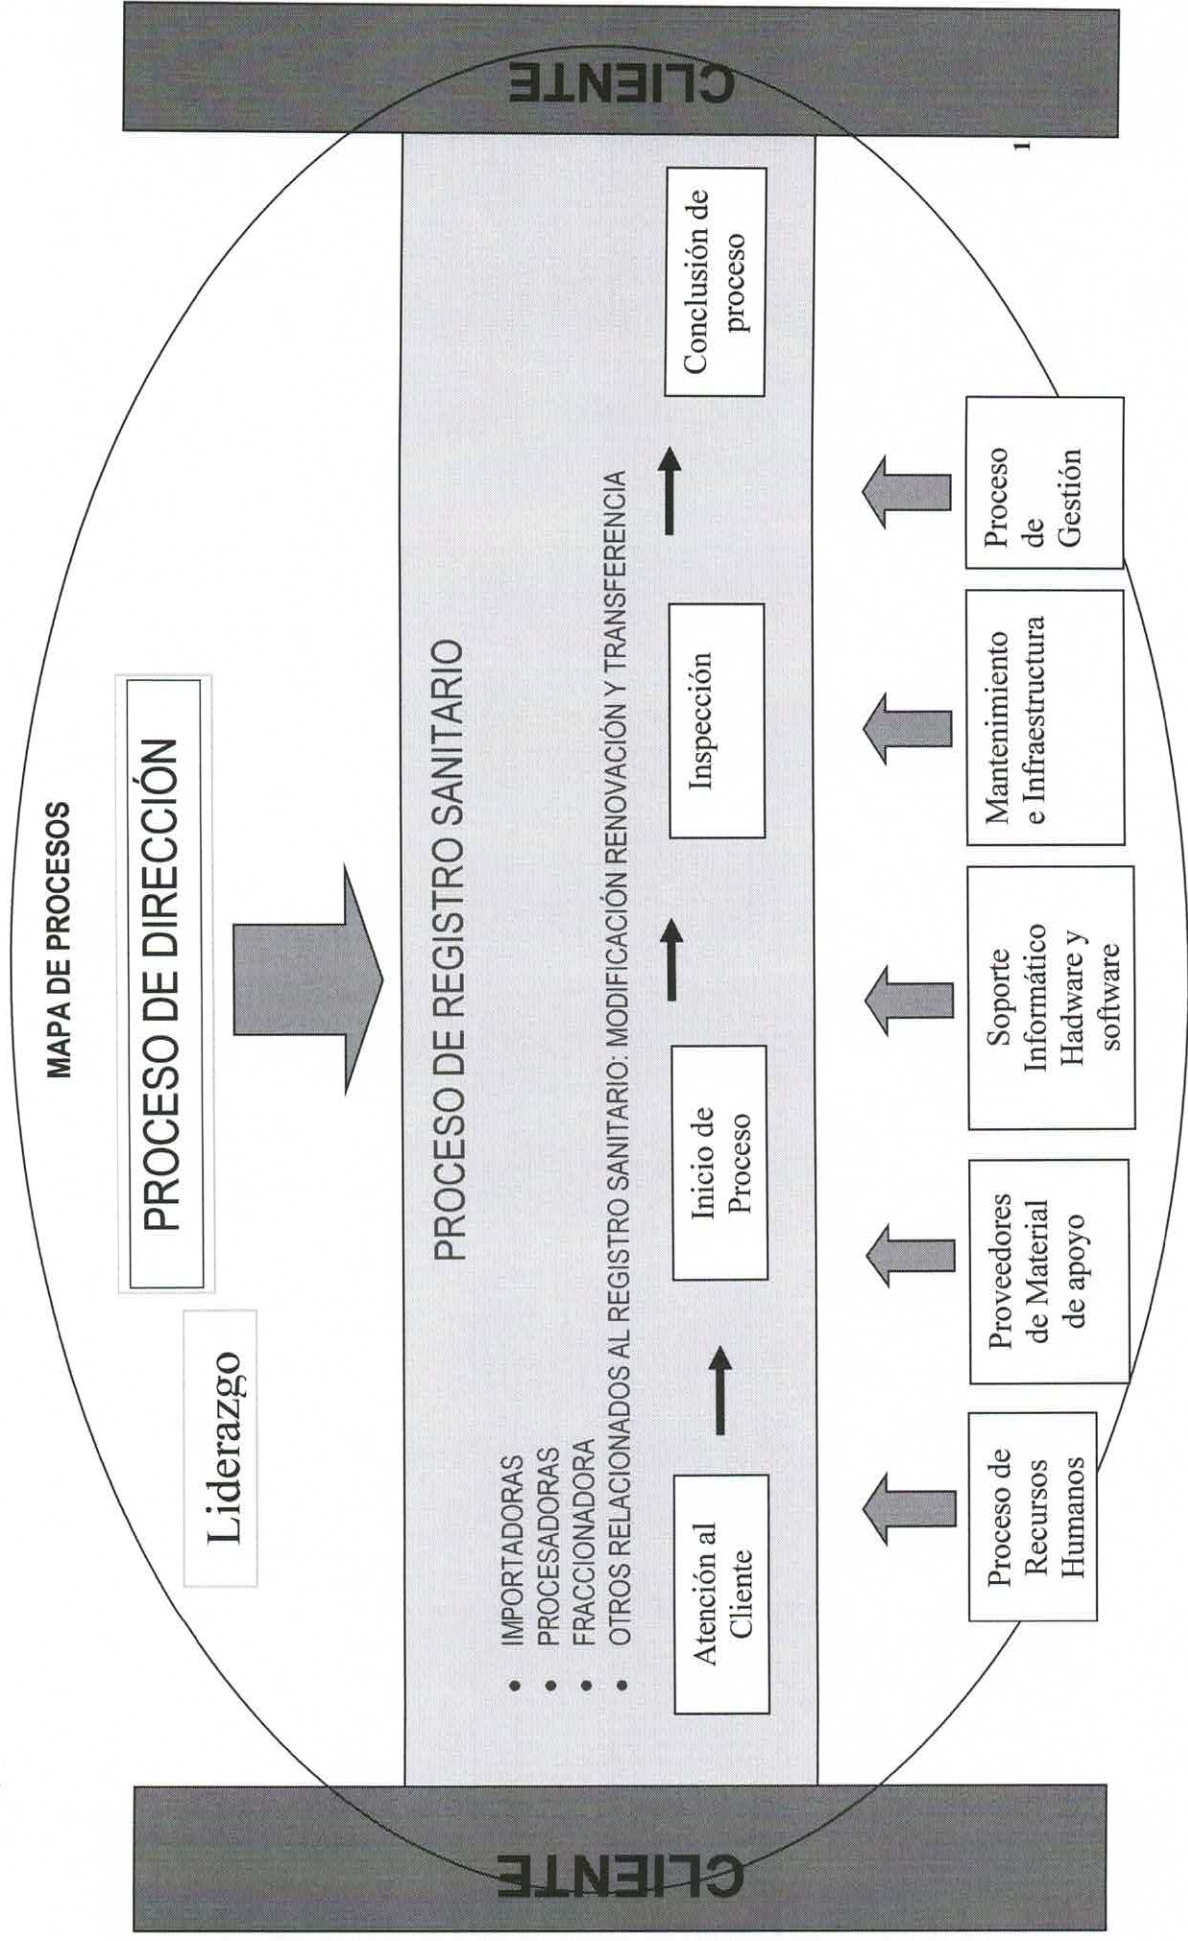 MAPA DE PROCESOS
PROCESO DE DIRECCIÓN
Liderazgo
CLIENTE
PROCESO DE REGISTRO SANITARIO
• IMPORTADORAS
• PROCESADORAS
• FRACCIONADORA
• OTROS RELACIONADOS AL REGISTRO SANITARIO: MODIFICACIÓN RENOVACIÓN Y TRANSFERENCIA
Atención al
Cliente
Inicio de
Proceso
Inspección
Conclusión de
proceso
CLIENTE
Proceso de
Recursos
Humanos
Proveedores
de Material
de apoyo
Soporte
Informático
Hadware y
software
Mantenimiento
e Infraestructura
Proceso
de
Gestión
1